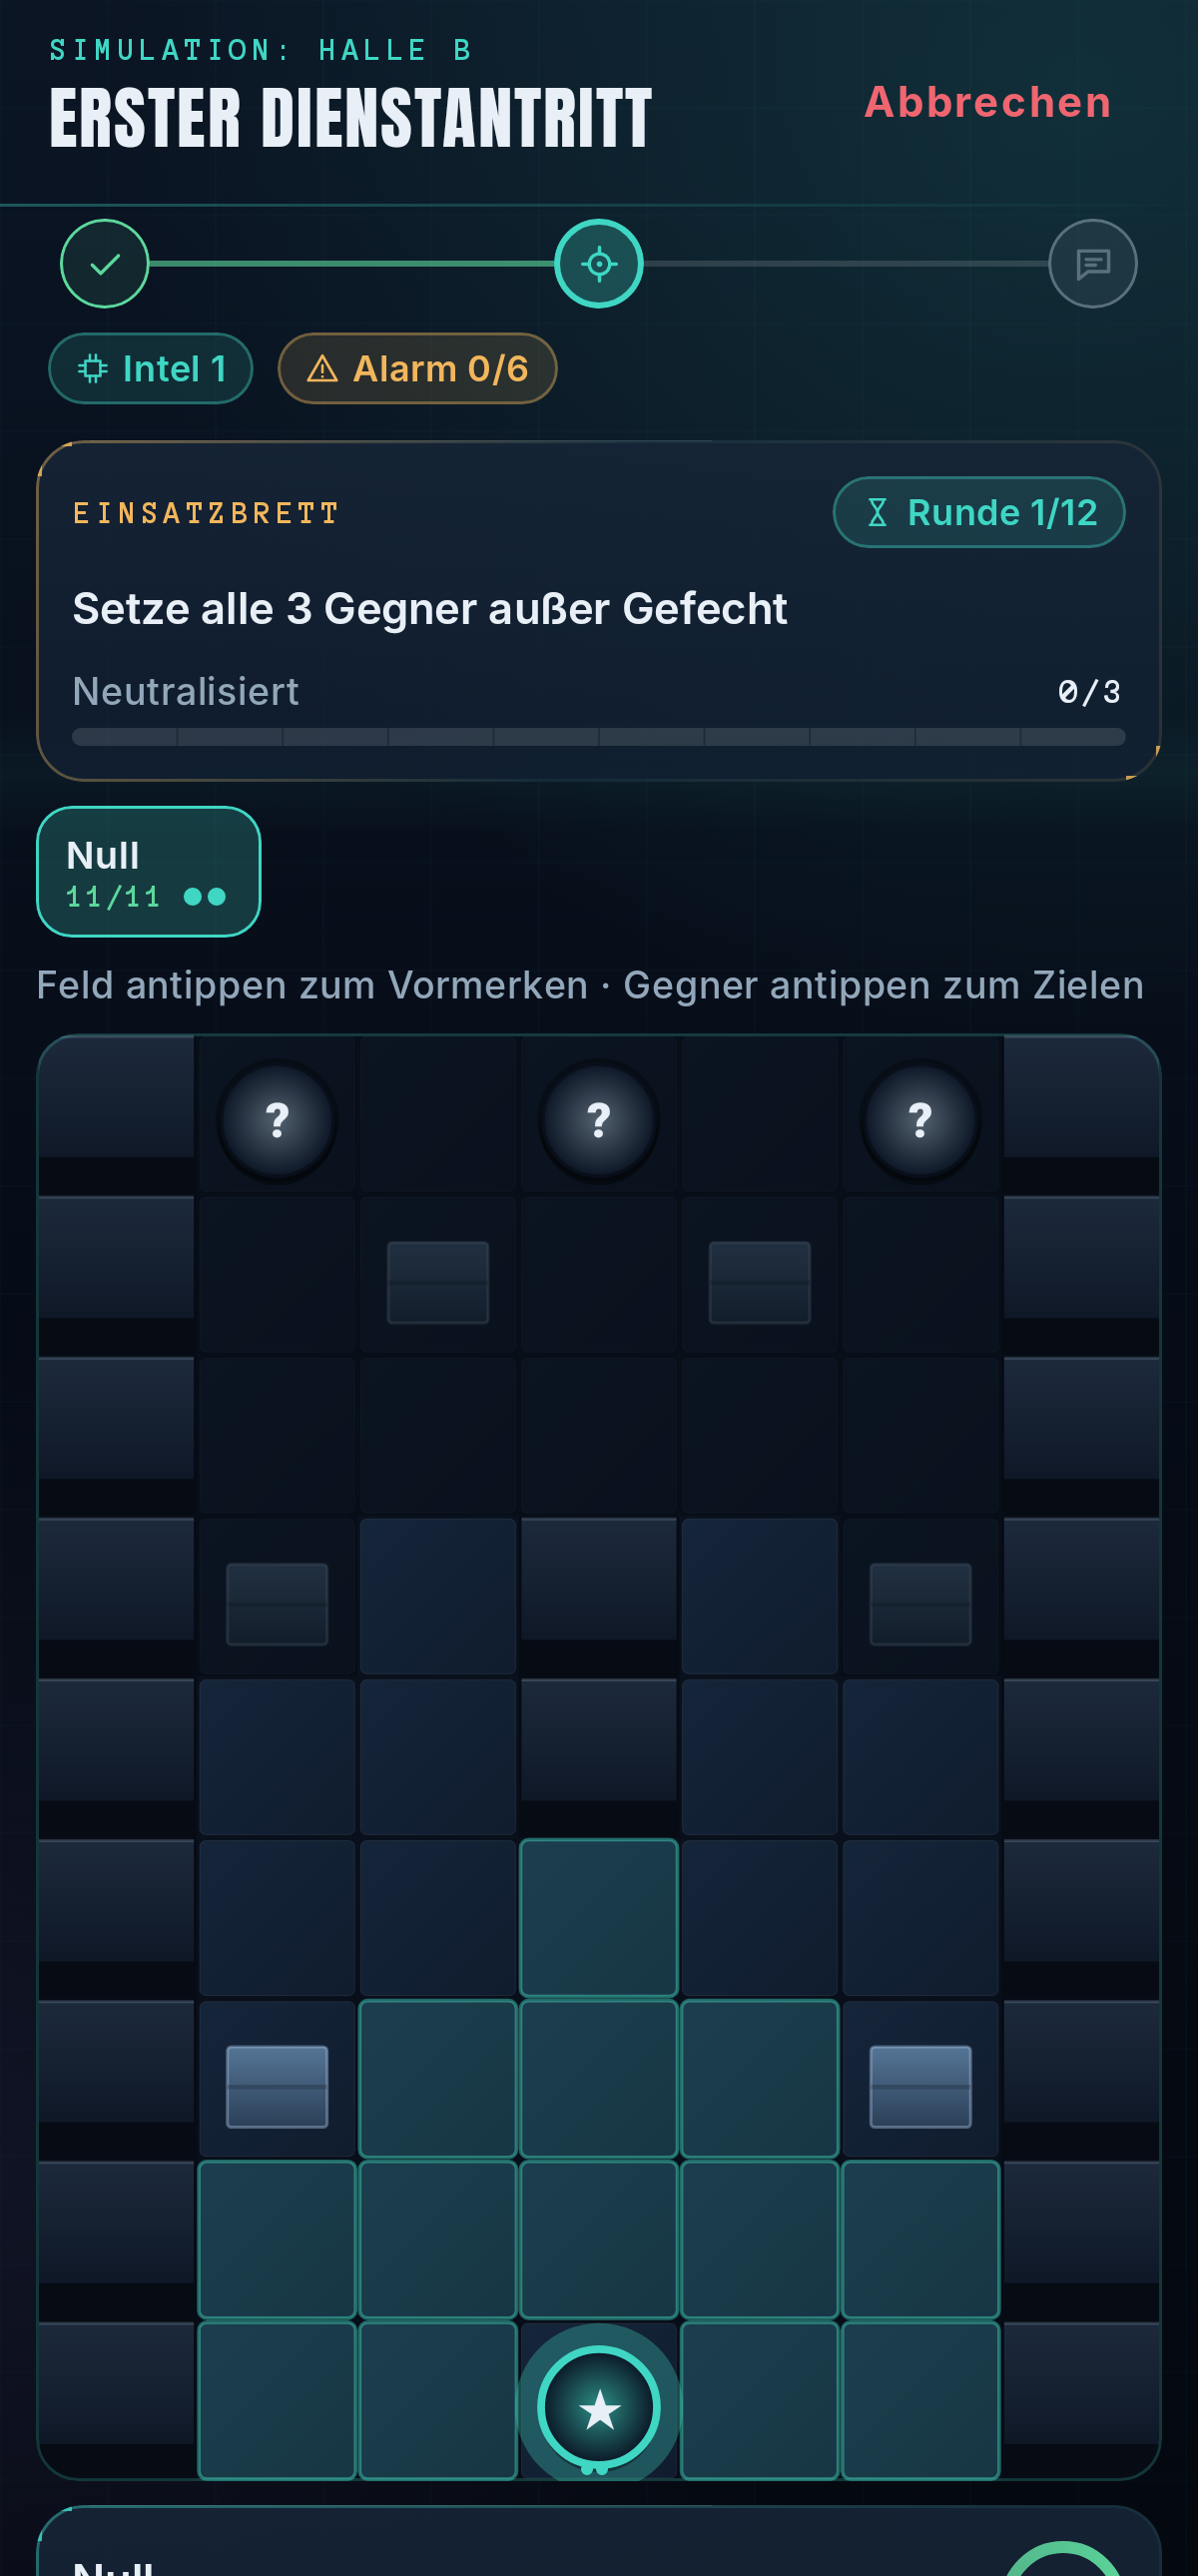 SIMULATION: HALLE B
ERSTER DIENSTANTRITT
Abbrechen
Intel 1
Alarm 0/6
EINSATZBRETT
Runde 1/12
Setze alle 3 Gegner außer Gefecht
Neutralisiert
0/3
Null
11/11
Feld antippen zum Vormerken · Gegner antippen zum Zielen
? ? ?
Null